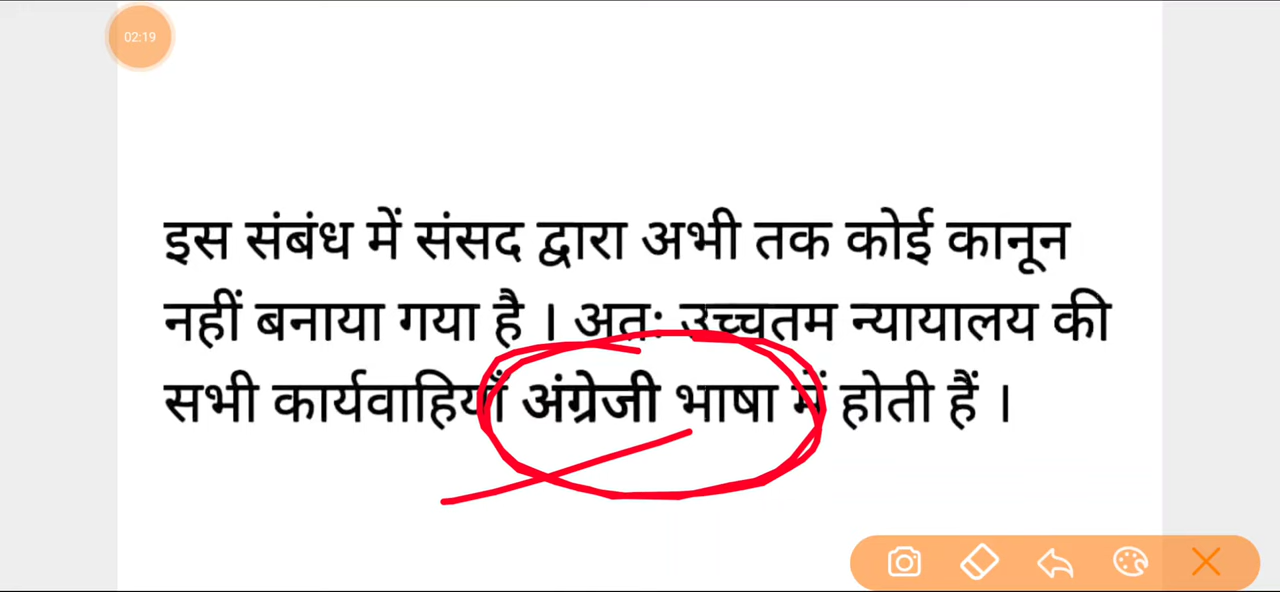 02:19
इस संबंध में संसद द्वारा अभी तक कोई कानून
नहीं बनाया गया है । अतः उच्चतम न्यायालय की
सभी कार्यवाहियाँ अंग्रेजी भाषा में होती हैं ।